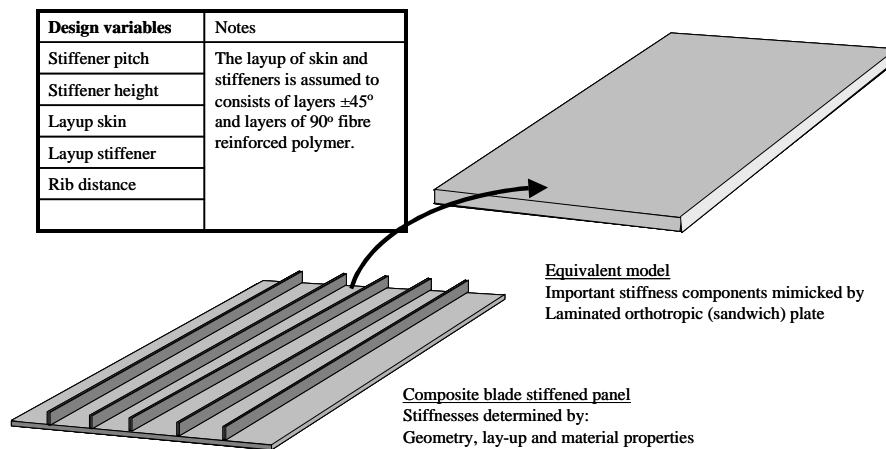 Design variables
Notes
Stiffener pitch
Stiffener height
Layup skin
Layup stiffener
Rib distance
The layup of skin and
stiffeners is assumed to
consists of layers ±45º
and layers of 90º fibre
reinforced polymer.
Equivalent model
Important stiffness components mimicked by
Laminated orthotropic (sandwich) plate
Composite blade stiffened panel
Stiffnesses determined by:
Geometry, lay-up and material properties